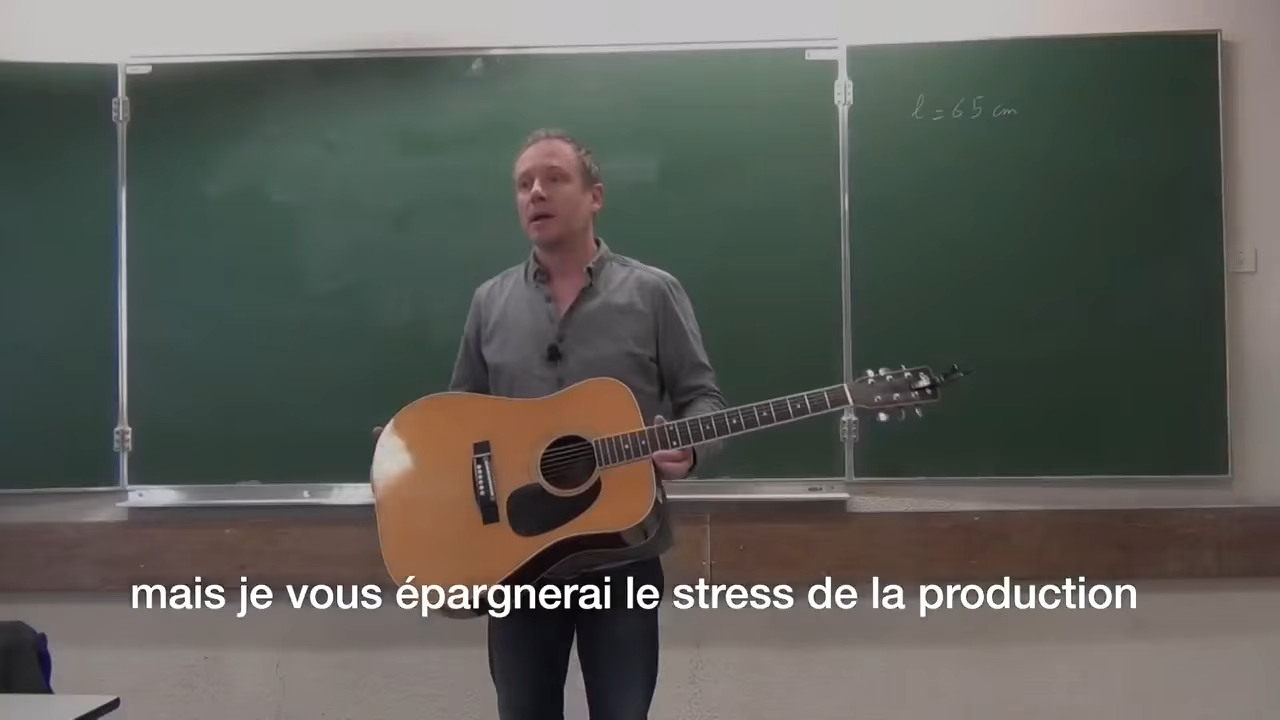 l = 65 cm
mais je vous épargnerai le stress de la production